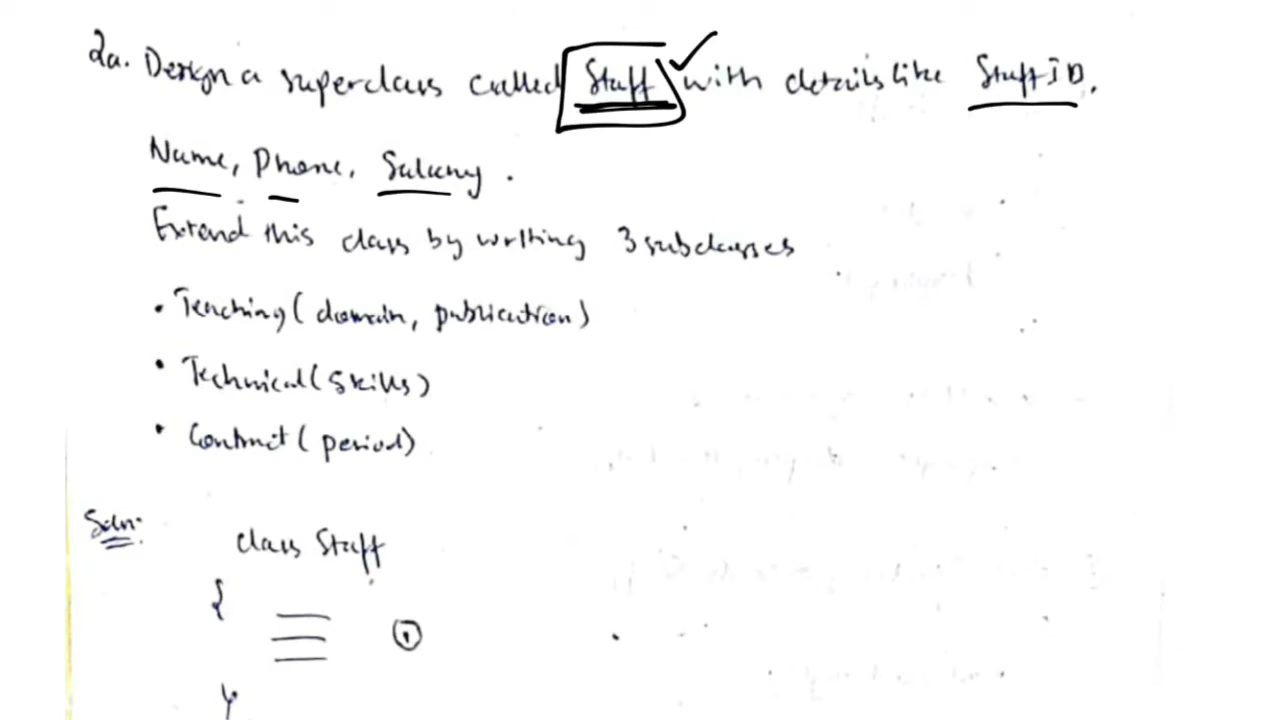 2a. Design a superclass called Staff with details like StaffID,
Name, Phone, Salary.
Extend this class by writing 3 subclasses
• Teaching (domain, publication)
• Technical (skills)
• Contract (period)
Soln:
class Staff
{
①
}